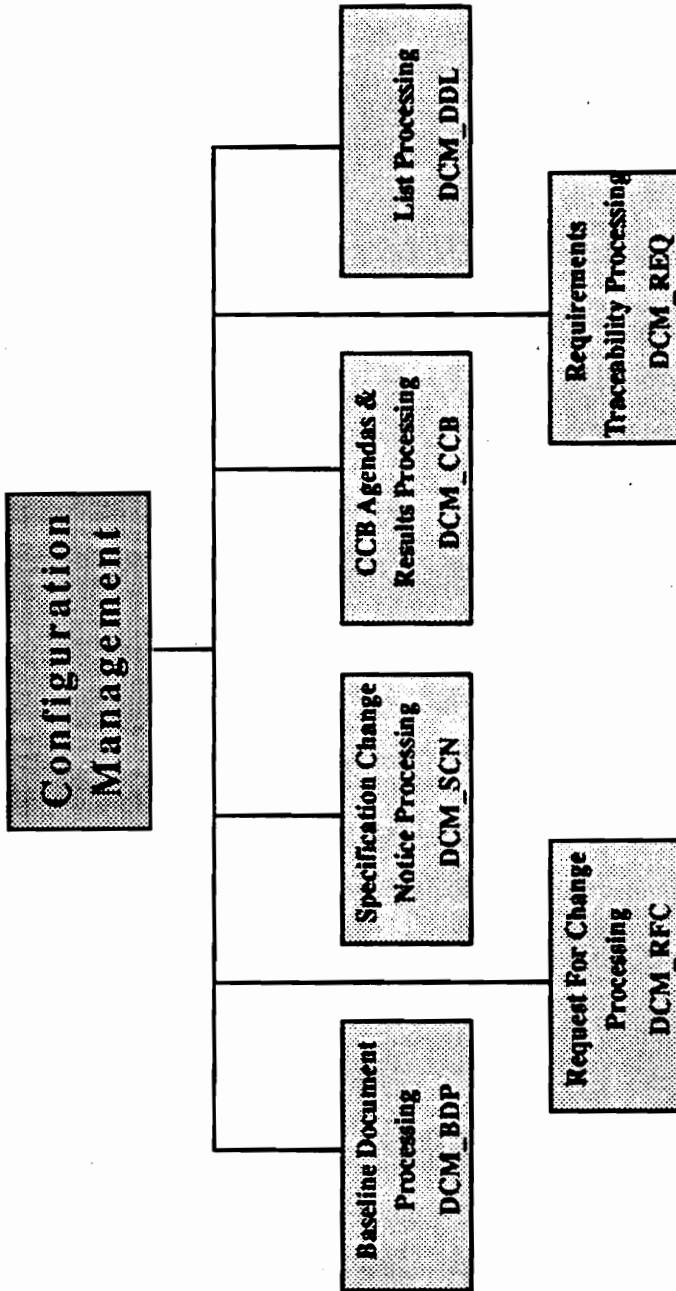 Configuration
Management
Baseline Document
Processing
DCM_BDP
Specification Change
Notice Processing
DCM_SCN
CCB Agendas &
Results Processing
DCM_CCB
List Processing
DCM_DDL
Request For Change
Processing
DCM_RFC
Requirements
Traceability Processing
DCM_REQ